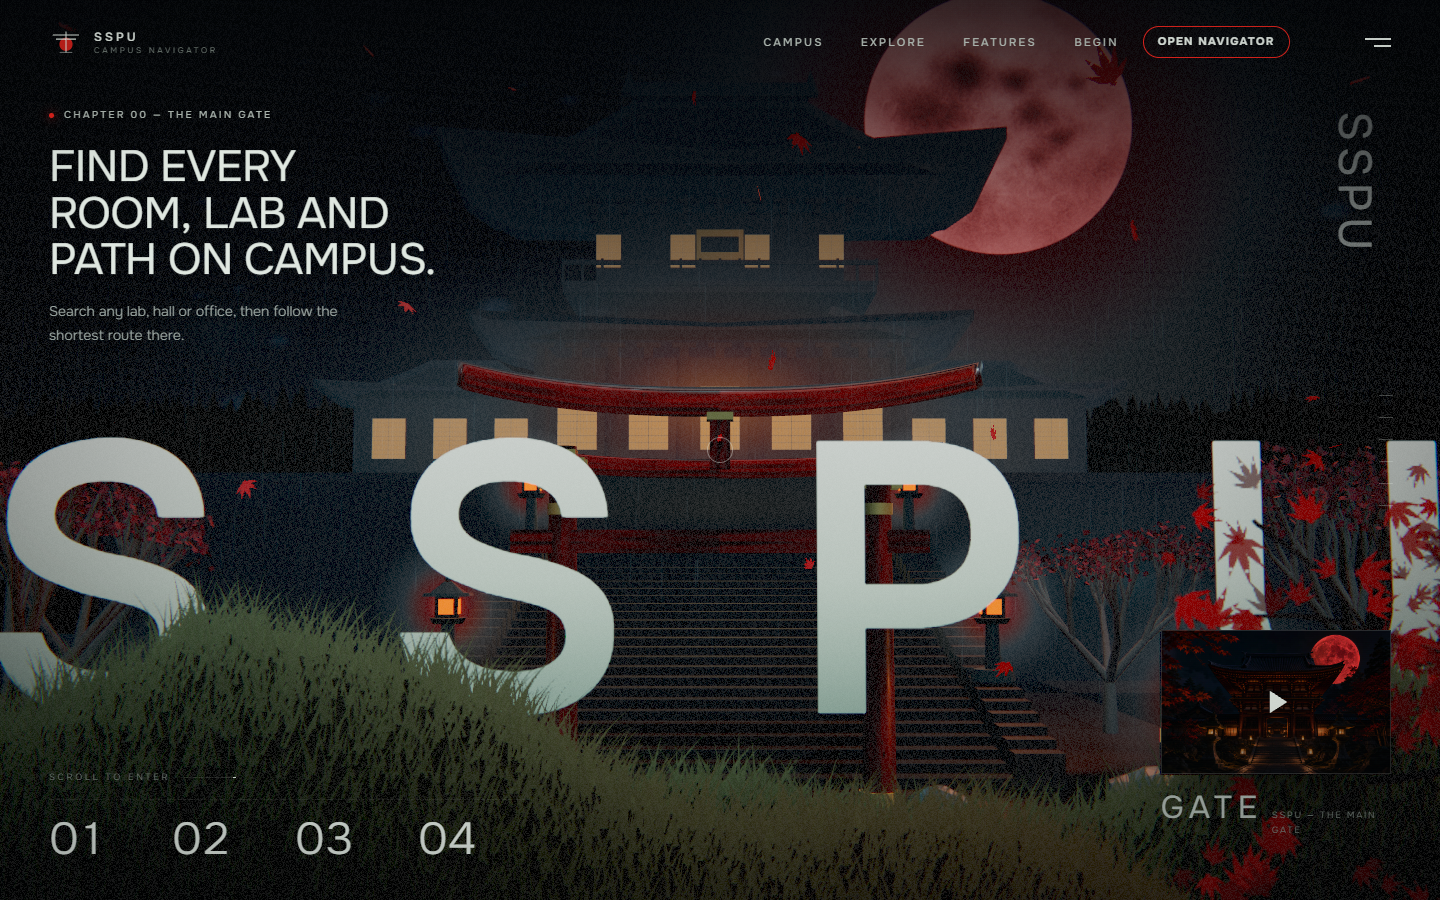 SSPU
CAMPUS NAVIGATOR
CAMPUS
EXPLORE
FEATURES
BEGIN
OPEN NAVIGATOR
CHAPTER 00 — THE MAIN GATE
FIND EVERY
ROOM, LAB AND
PATH ON CAMPUS.
Search any lab, hall or office, then follow the
shortest route there.
SSPU
SSPU
SCROLL TO ENTER
01 02 03 04
GATE
SSPU — THE MAIN
GATE